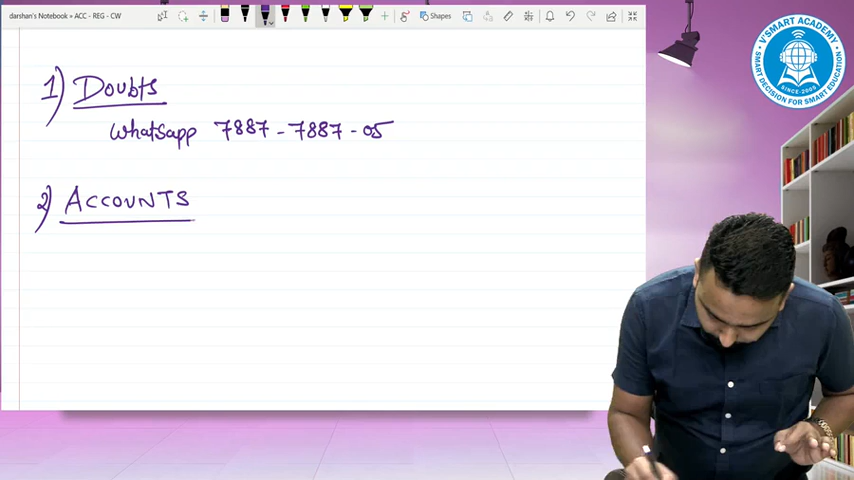 darshan's Notebook » ACC - REG - CW
Shapes
1) Doubts
Whatsapp 7887 - 7887 - 05
2) ACCOUNTS
V'SMART ACADEMY
SINCE-2005
SMART DECISION FOR SMART EDUCATION